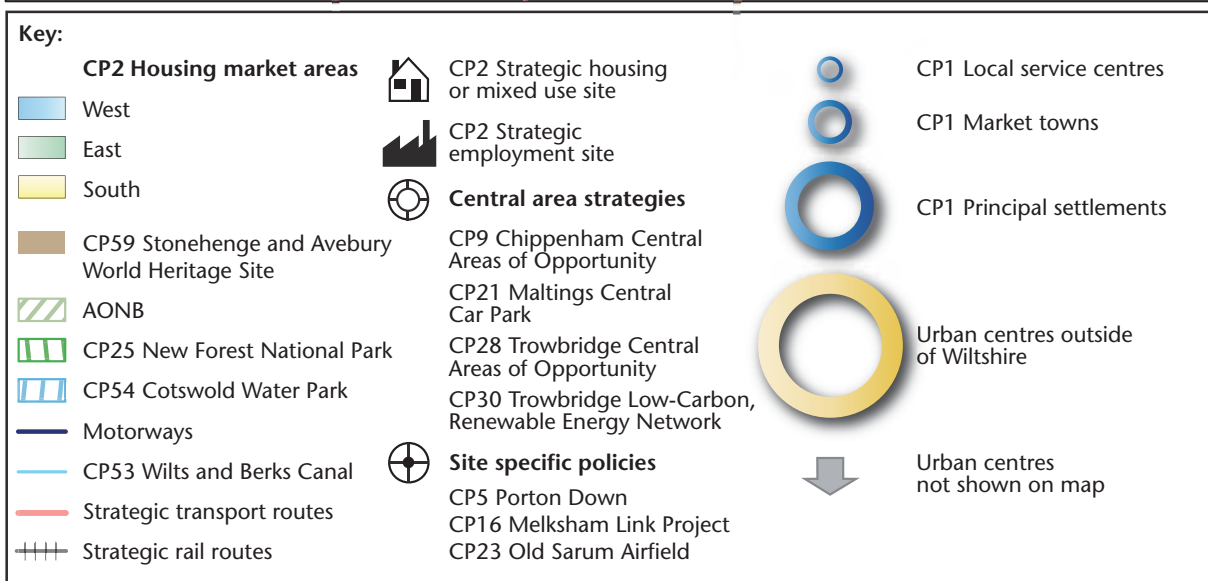 Key:
CP2 Housing market areas
West
East
South
CP59 Stonehenge and Avebury
World Heritage Site
AONB
CP25 New Forest National Park
CP54 Cotswold Water Park
Motorways
CP53 Wilts and Berks Canal
Strategic transport routes
Strategic rail routes
CP2 Strategic housing
or mixed use site
CP2 Strategic
employment site
Central area strategies
CP9 Chippenham Central
Areas of Opportunity
CP21 Maltings Central
Car Park
CP28 Trowbridge Central
Areas of Opportunity
CP30 Trowbridge Low-Carbon,
Renewable Energy Network
Site specific policies
CP5 Porton Down
CP16 Melksham Link Project
CP23 Old Sarum Airfield
CP1 Local service centres
CP1 Market towns
CP1 Principal settlements
Urban centres outside
of Wiltshire
Urban centres
not shown on map